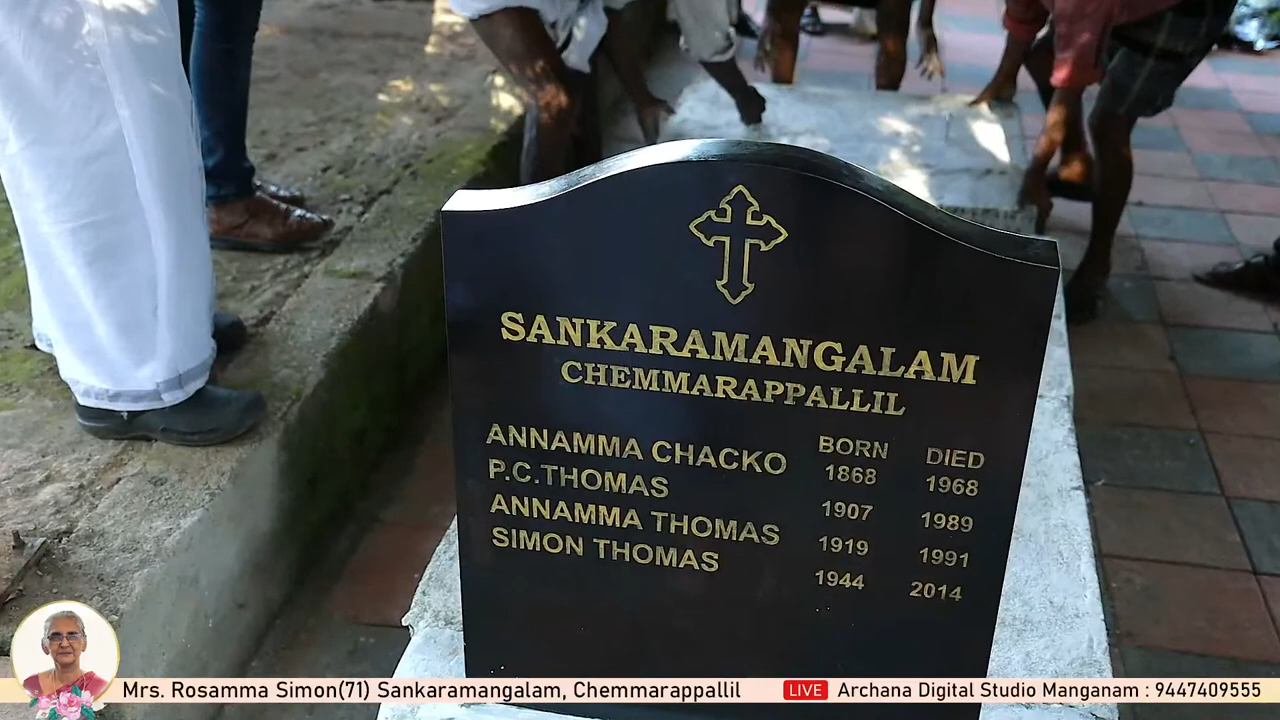 SANKARAMANGALAM
CHEMMARAPPALLIL
BORN DIED
ANNAMMA CHACKO 1868 1968
P.C.THOMAS 1907 1989
ANNAMMA THOMAS 1919 1991
SIMON THOMAS 1944 2014
Mrs. Rosamma Simon(71) Sankaramangalam, Chemmarappallil
LIVE Archana Digital Studio Manganam : 9447409555